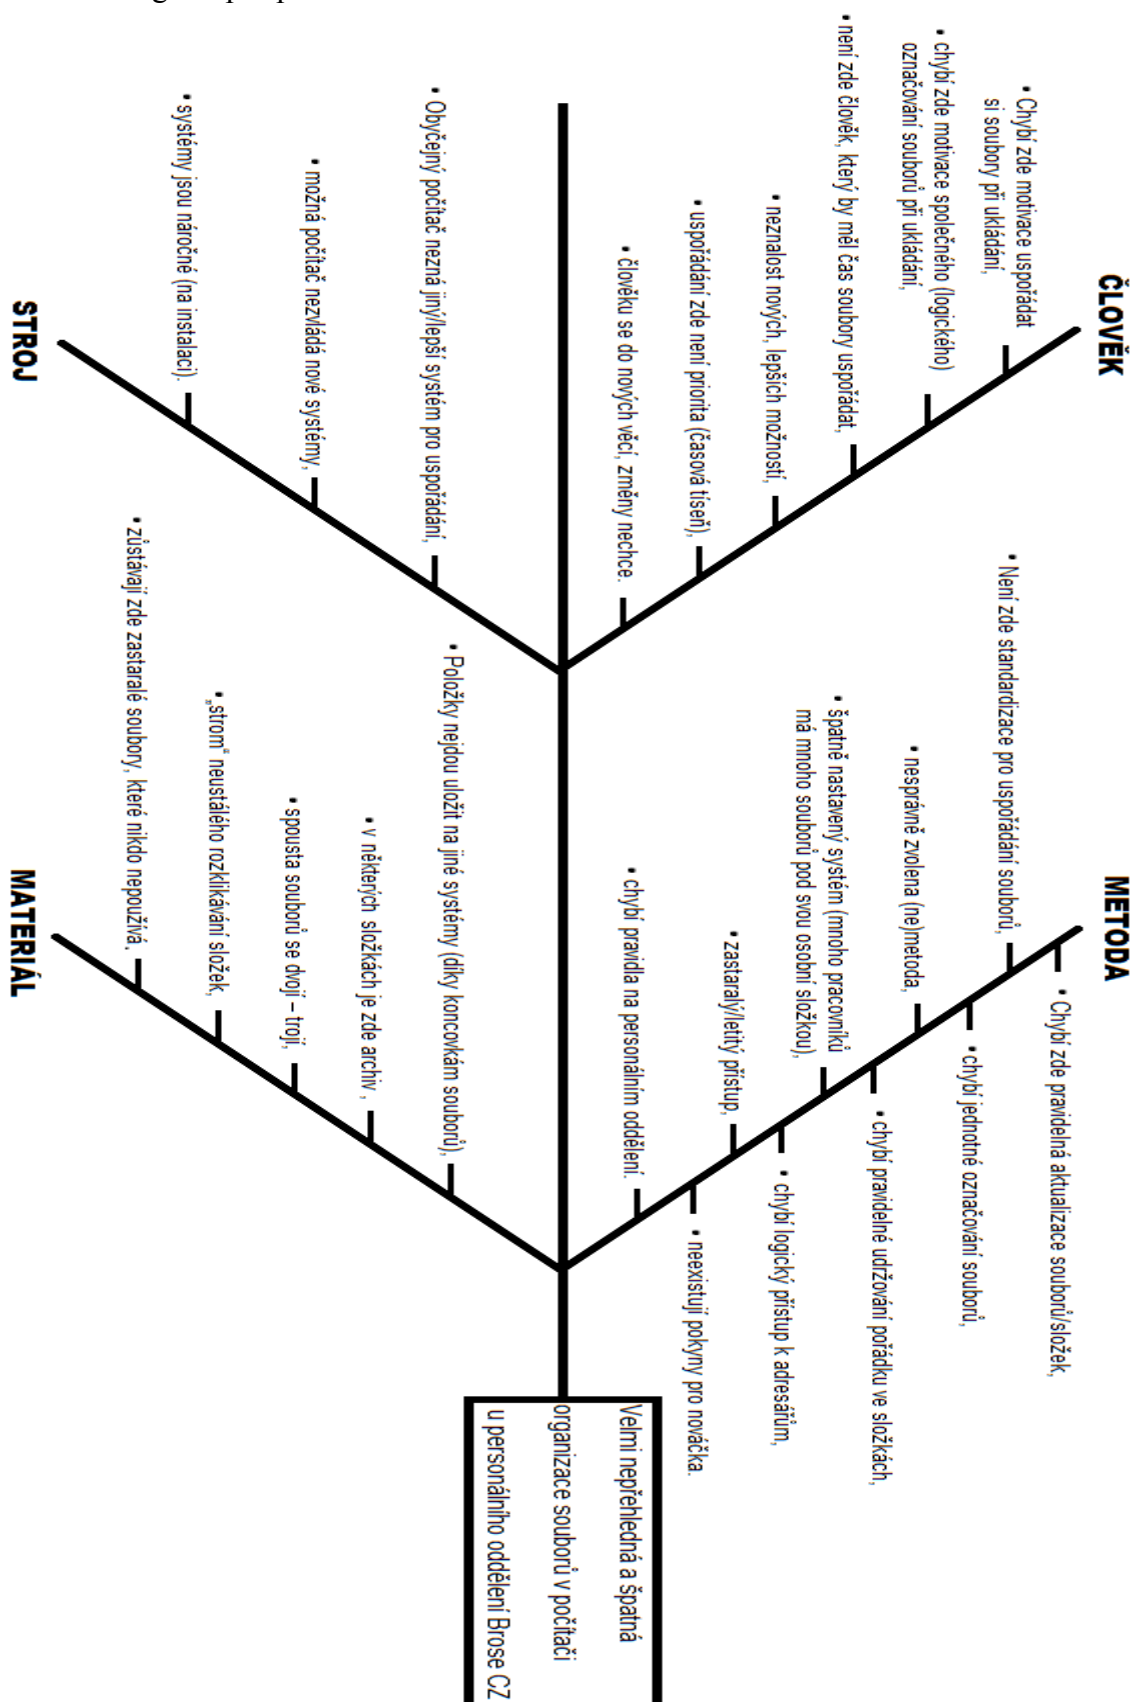 ČLOVĚK
• Chybí zde motivace uspořádat
si soubory při ukládání,
• chybí zde motivace společného (logického)
označování souborů při ukládání,
• není zde člověk, který by měl čas soubory uspořádat,
• neznalost nových, lepších možností,
• uspořádání zde není priorita (časová tíseň),
• člověku se do nových věcí, změny nechce.
METODA
• Není zde standardizace pro uspořádání souborů,
• nesprávně zvolena (ne)metoda,
• špatně nastavený systém (mnoho pracovníků
má mnoho souborů pod svou osobní složkou),
• zastaralý/letitý přístup,
• chybí pravidla na personálním oddělení.
• Chybí zde pravidelná aktualizace souborů/složek,
• chybí jednotné označování souborů,
• chybí pravidelné udržování pořádku ve složkách,
• chybí logický přístup k adresářům,
• neexistují pokyny pro nováčka.
• Obyčejný počítač nezná jiný/lepší systém pro uspořádání,
• možná počítač nezvládá nové systémy,
• systémy jsou náročné (na instalaci).
STROJ
• Položky nejdou uložit na jiné systémy (díky koncovkám souborů),
• v některých složkách je zde archiv ,
• spousta souborů se dvojí – trojí,
• „strom“ neustálého rozklikávání složek,
• zůstávají zde zastaralé soubory, které nikdo nepoužívá.
MATERIÁL
Velmi nepřehledná a špatná
organizace souborů v počítači
u personálního oddělení Brose CZ